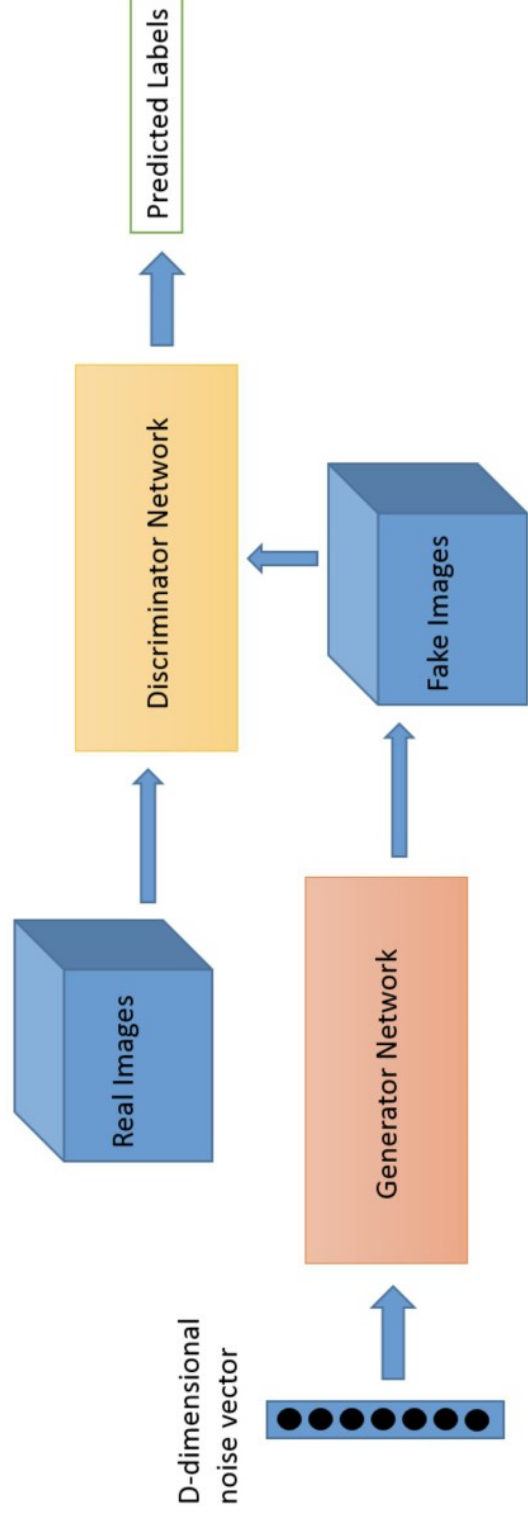 D-dimensional
noise vector
Generator Network
Real Images
Fake Images
Discriminator Network
Predicted Labels